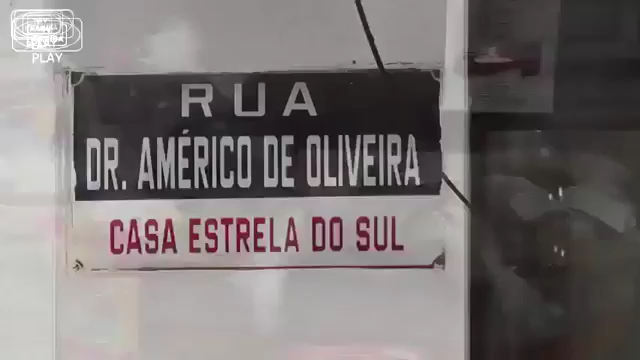 PLAY
RUA
DR. AMÉRICO DE OLIVEIRA
CASA ESTRELA DO SUL